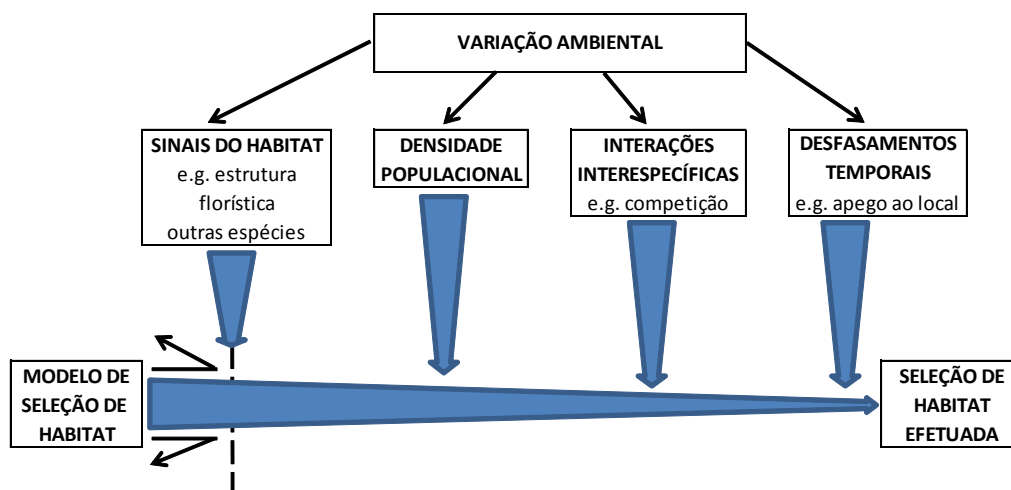 VARIAÇÃO AMBIENTAL
SINAIS DO HABITAT
e.g. estrutura
florística
outras espécies
DENSIDADE
POPULACIONAL
INTERAÇÕES
INTERESPECÍFICAS
e.g. competição
DESFASAMENTOS
TEMPORAIS
e.g. apego ao local
MODELO DE
SELEÇÃO DE
HABITAT
SELEÇÃO DE
HABITAT
EFETUADA